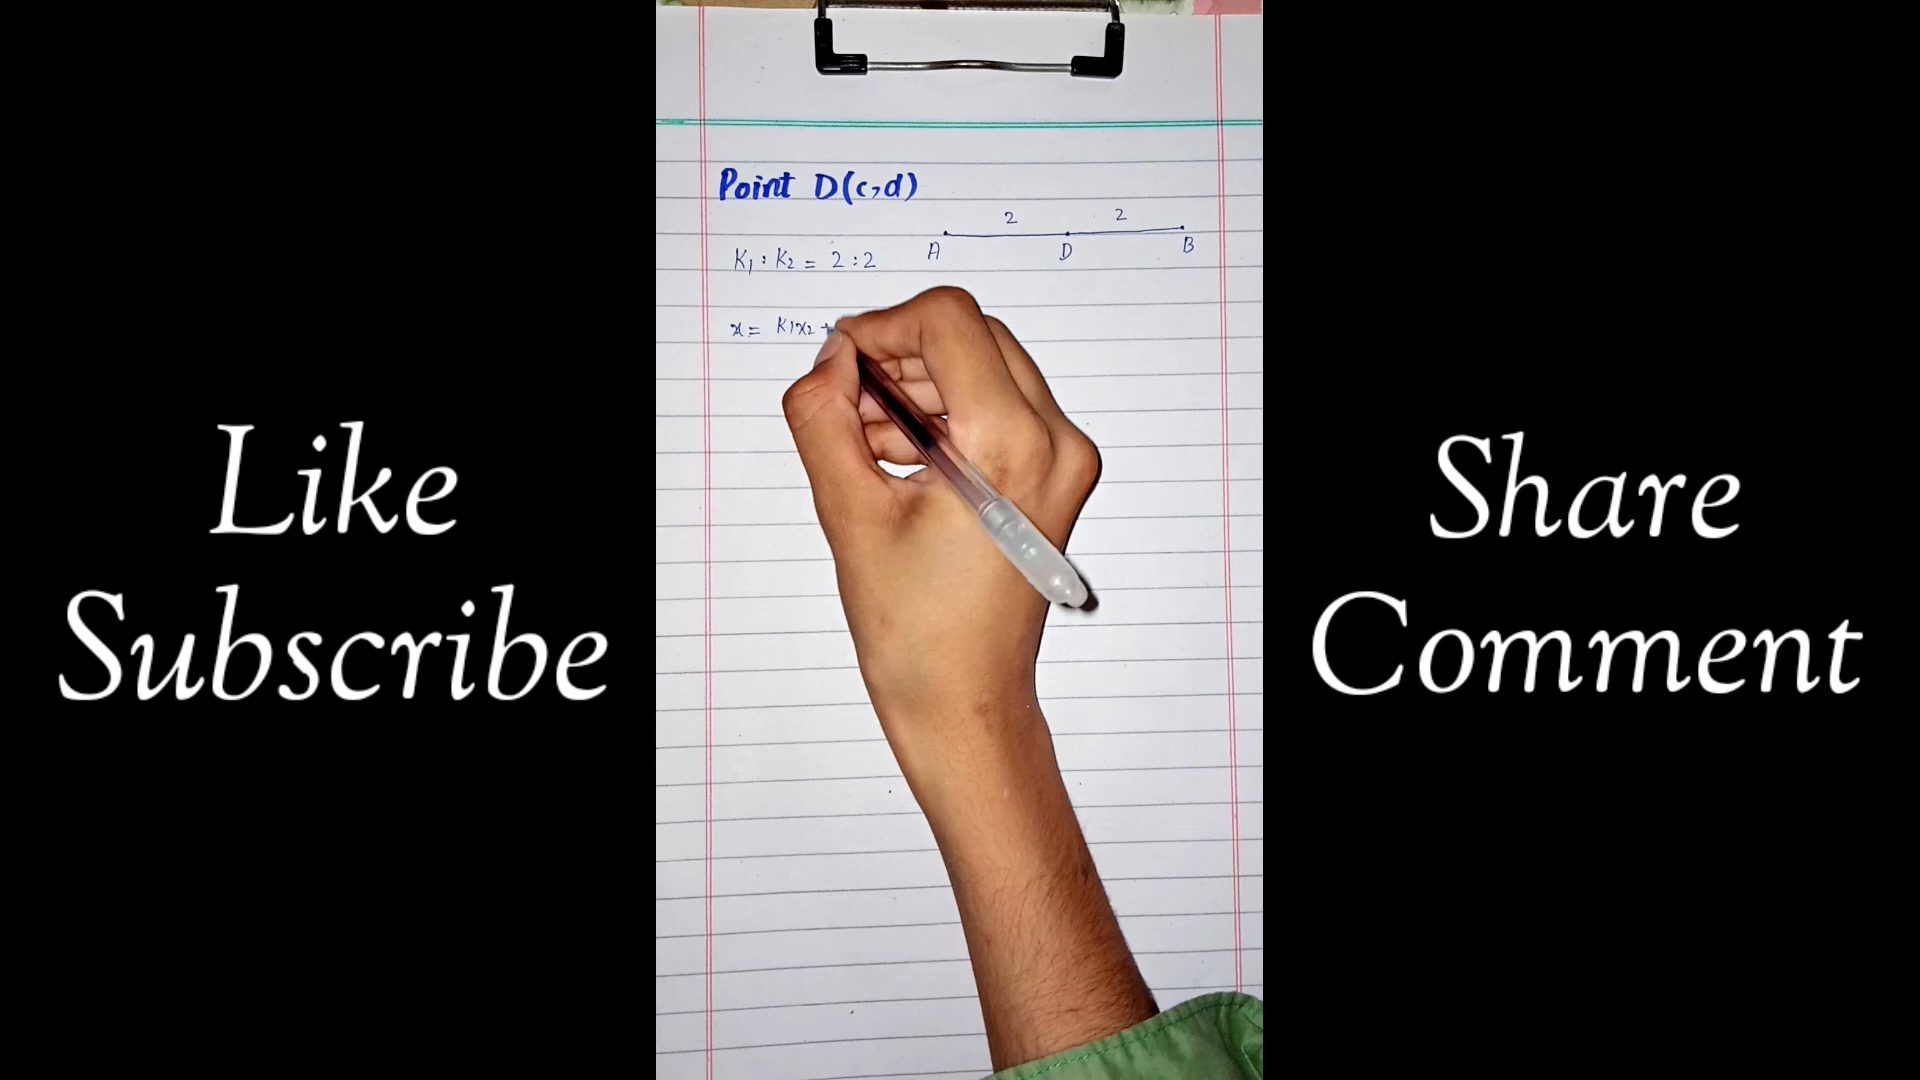 Like
Subscribe
Point D(c,d)
2 2
A D B
K₁ : K₂ = 2 : 2
x = K₁x₂ +
Share
Comment